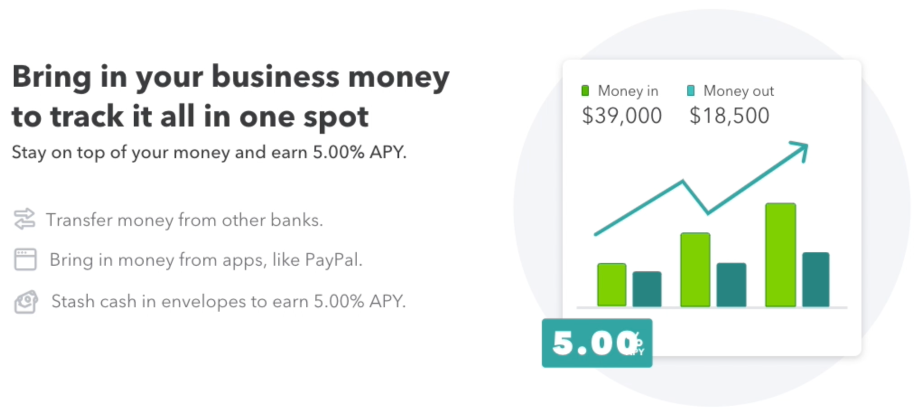 Bring in your business money
to track it all in one spot
Stay on top of your money and earn 5.00% APY.
Transfer money from other banks.
Bring in money from apps, like PayPal.
Stash cash in envelopes to earn 5.00% APY.
Money in Money out
$39,000 $18,500
5.00%
APY